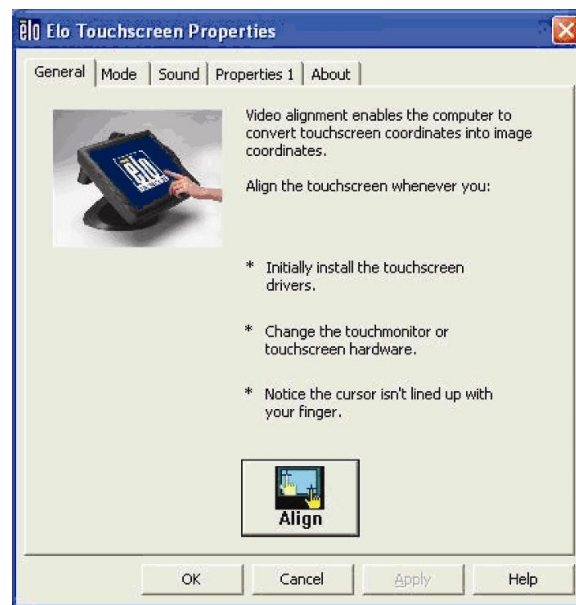 elo Elo Touchscreen Properties
General Mode Sound Properties 1 About
Video alignment enables the computer to
convert touchscreen coordinates into image
coordinates.
elo
Align the touchscreen whenever you:
* Initially install the touchscreen
drivers.
* Change the touchmonitor or
touchscreen hardware.
* Notice the cursor isn't lined up with
your finger.
Align
OK Cancel Apply Help